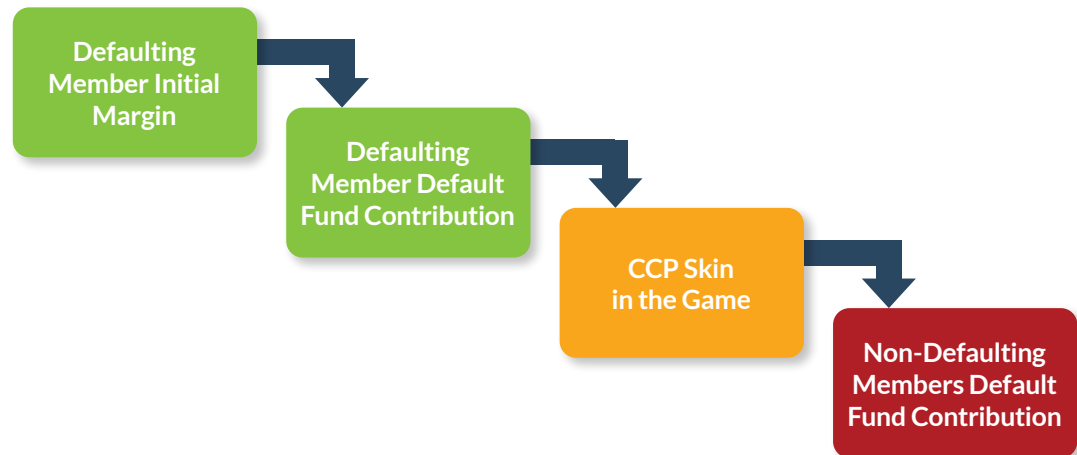 Defaulting
Member Initial
Margin
Defaulting
Member Default
Fund Contribution
CCP Skin
in the Game
Non-Defaulting
Members Default
Fund Contribution